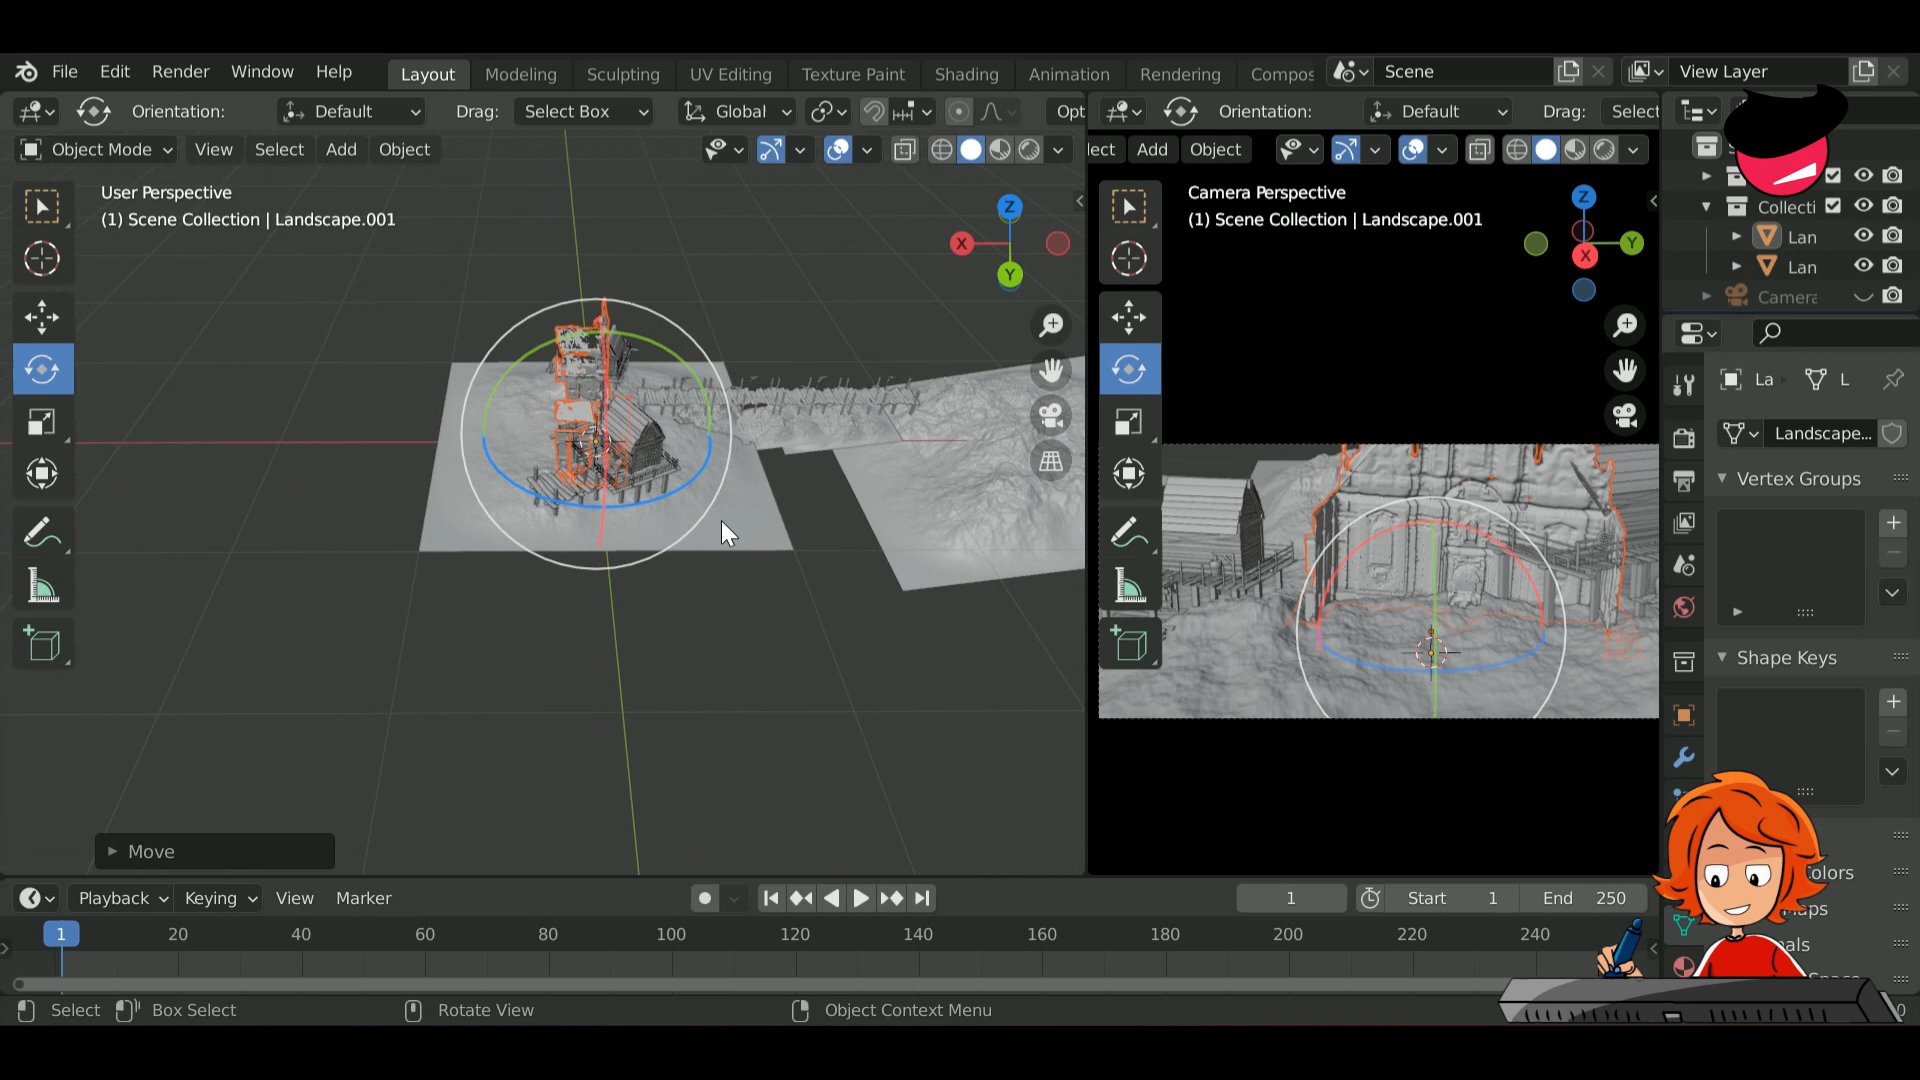 File Edit Render Window Help Layout Modeling Sculpting UV Editing Texture Paint Shading Animation Rendering Compos Scene View Layer
Orientation: Default Drag: Select Box Global Opt Orientation: Default Drag: Select
Object Mode View Select Add Object lect Add Object
User Perspective
(1) Scene Collection | Landscape.001
Z
X
Y
Camera Perspective
(1) Scene Collection | Landscape.001
Z
Y
X
Collecti
Lan
Lan
Camera
La L
Landscape...
Vertex Groups
Shape Keys
Colors
aps
als
Space
Move
Playback Keying View Marker 1 Start 1 End 250
1 20 40 60 80 100 120 140 160 180 200 220 240
Select Box Select Rotate View Object Context Menu